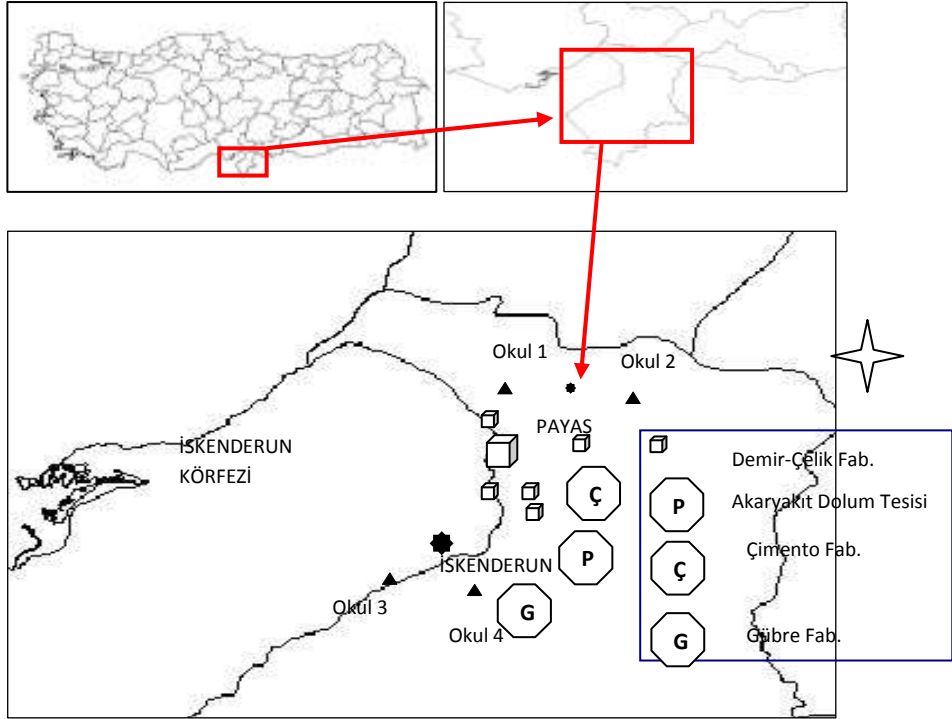 Okul 1
Okul 2
PAYAS
İSKENDERUN
KÖRFEZİ
Demir-Çelik Fab.
Ç
P
Akaryakıt Dolum Tesisi
Çimento Fab.
P
Ç
İSKENDERUN
Okul 3
G
Okul 4
G
Gübre Fab.